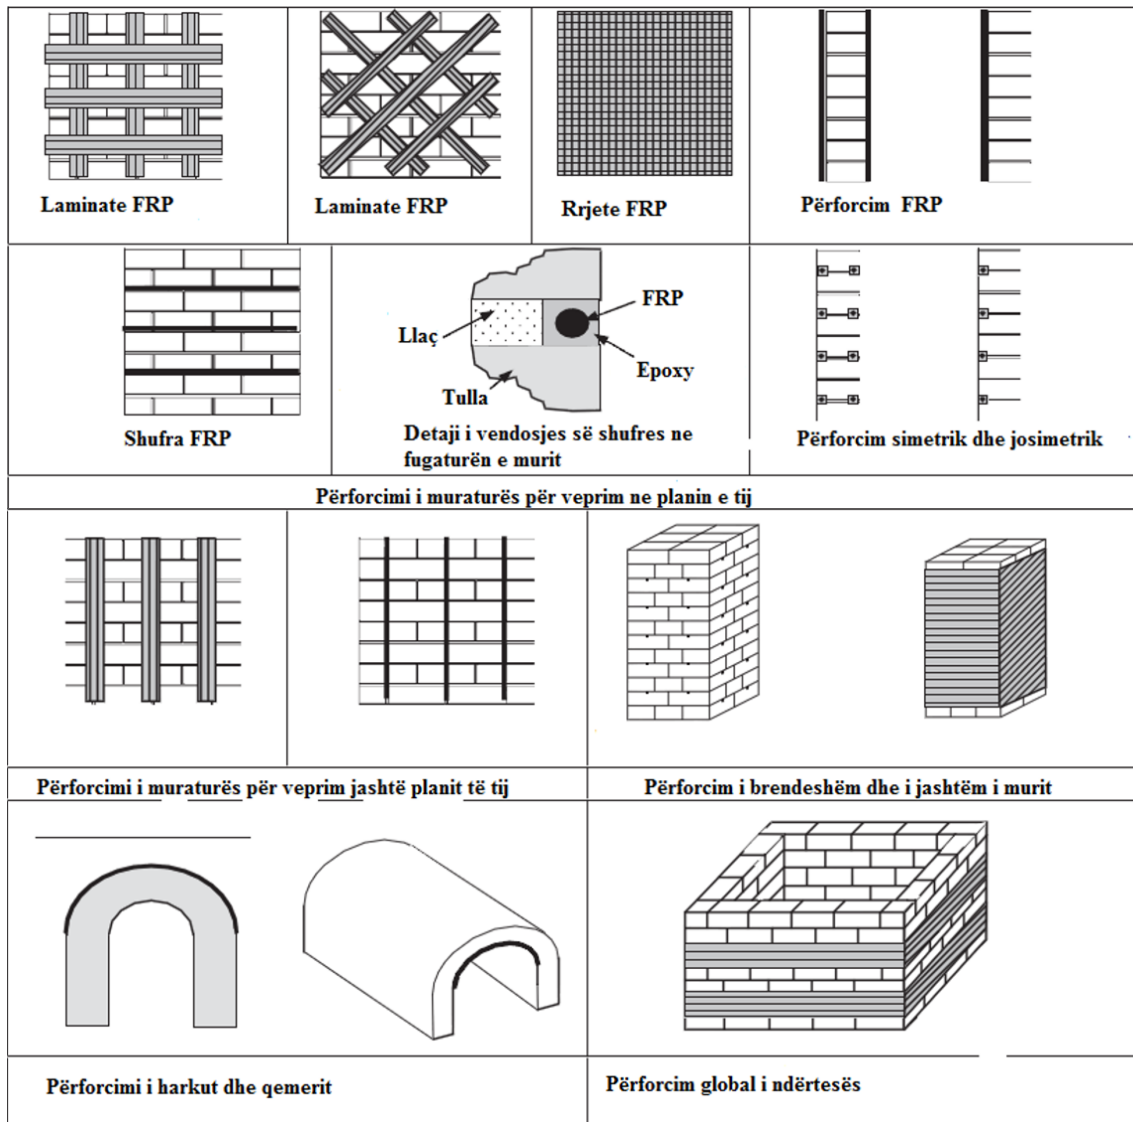 Laminate FRP
Laminate FRP
Rrjete FRP
Përforcim FRP
Shufra FRP
Llaç
FRP
Epoxy
Tulla
Detaji i vendosjes së shufres ne
fugaturën e murit
Përforcim simetrik dhe josimetrik
Përforcimi i muraturës për veprim ne planin e tij
Përforcimi i muraturës për veprim jashtë planit të tij
Përforcim i brendeshëm dhe i jashtëm i murit
Përforcimi i harkut dhe qemerit
Përforcim global i ndërtesës